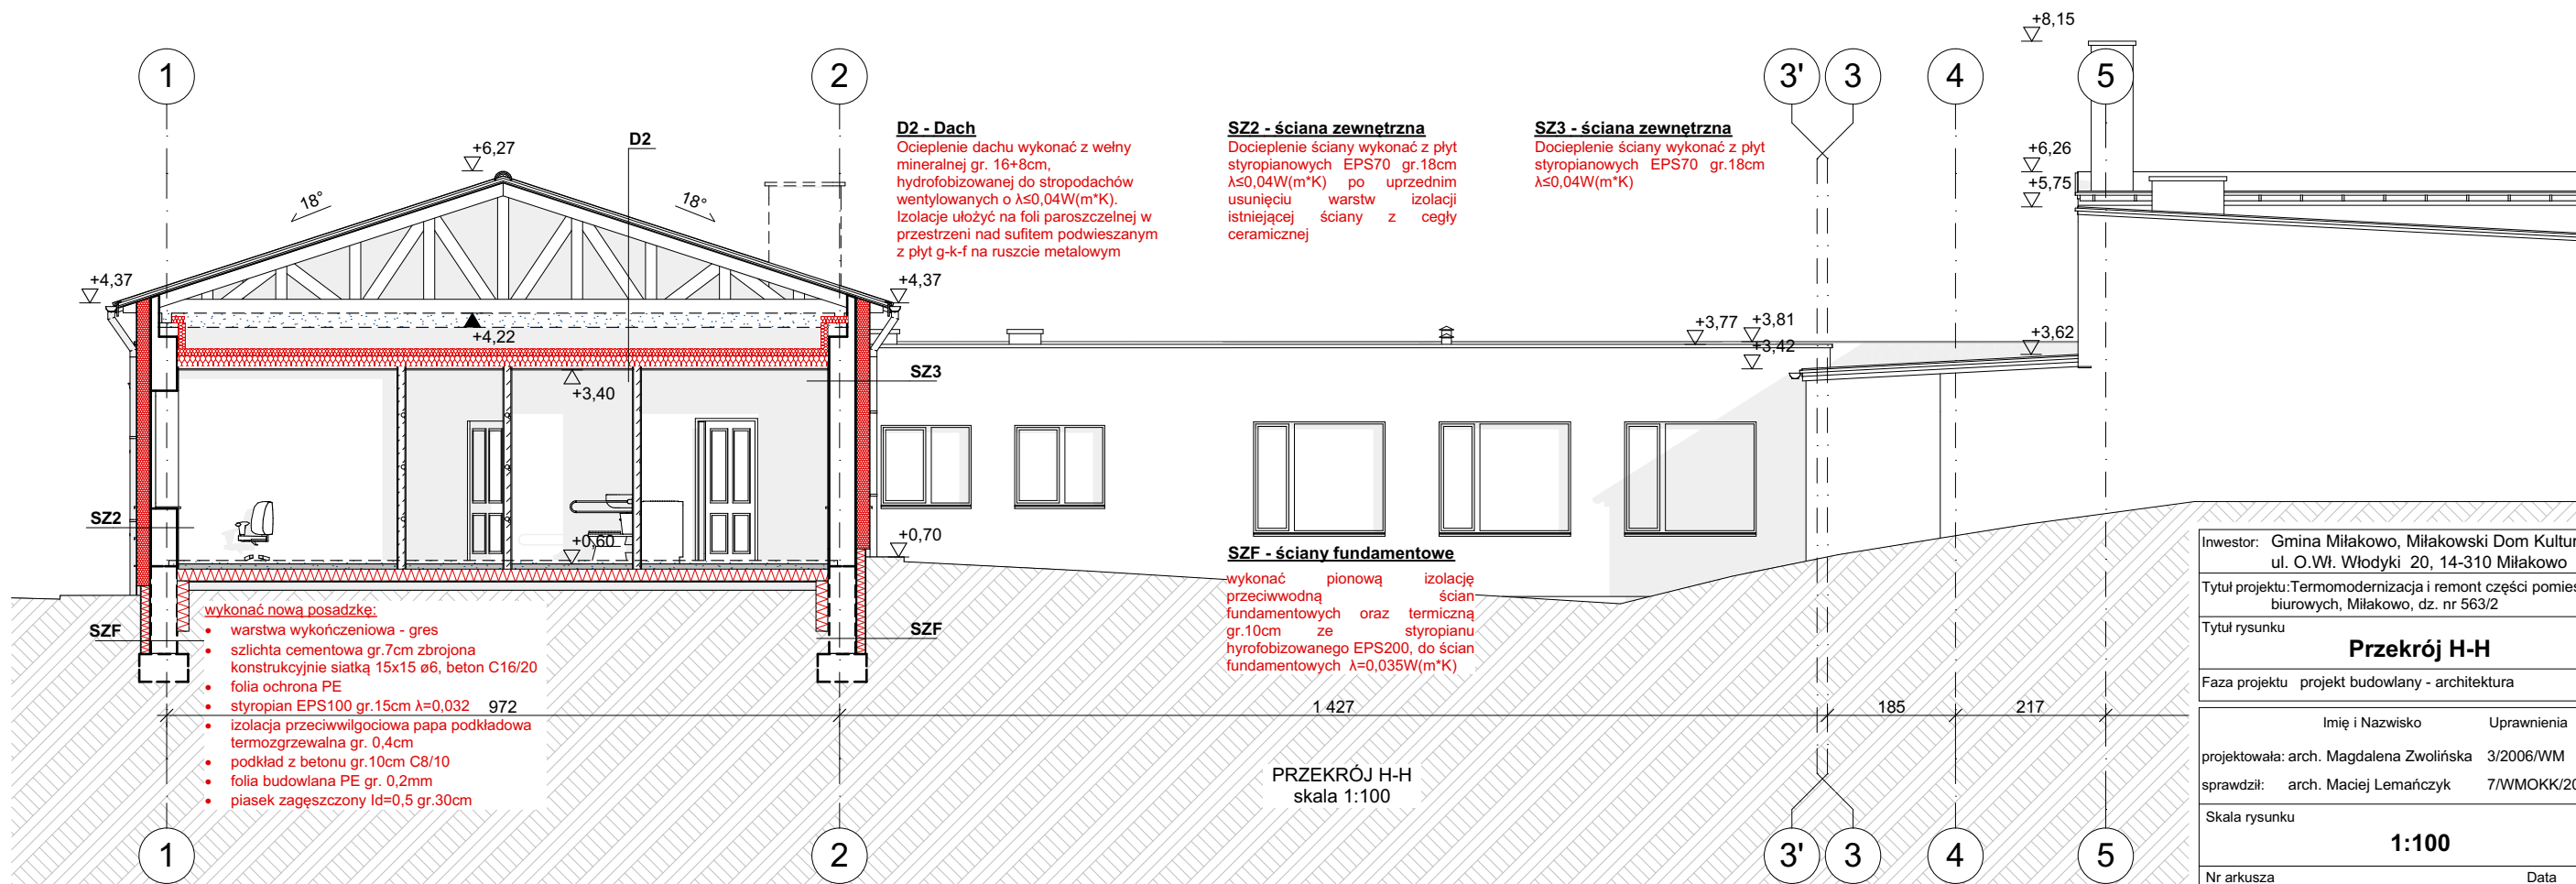 +8,15
1
2
3'
3
4
5
D2 - Dach
Ocieplenie dachu wykonać z wełny
mineralnej gr. 16+8cm,
hydrofobizowanej do stropodachów
wentylowanych o λ≤0,04W(m*K).
Izolacje ułożyć na foli paroszczelnej w
przestrzeni nad sufitem podwieszanym
z płyt g-k-f na ruszcie metalowym
SZ2 - ściana zewnętrzna
Docieplenie ściany wykonać z płyt
styropianowych EPS70 gr.18cm
λ≤0,04W(m*K) po uprzednim
usunięciu warstw izolacji
istniejącej ściany z cegły
ceramicznej
SZ3 - ściana zewnętrzna
Docieplenie ściany wykonać z płyt
styropianowych EPS70 gr.18cm
λ≤0,04W(m*K)
D2
+6,27
+6,26
+5,75
18°
18°
+4,37
+4,37
+4,22
+3,77
+3,81
+3,42
+3,62
SZ3
+3,40
SZ2
+0,60
+0,70
SZF - ściany fundamentowe
wykonać pionową izolację
przeciwwodną ścian
fundamentowych oraz termiczną
gr.10cm ze styropianu
hyrofobizowanego EPS200, do ścian
fundamentowych λ=0,035W(m*K)
SZF
SZF
wykonać nową posadzkę:
• warstwa wykończeniowa - gres
• szlichta cementowa gr.7cm zbrojona
konstrukcyjnie siatką 15x15 ø6, beton C16/20
• folia ochrona PE
• styropian EPS100 gr.15cm λ=0,032
• izolacja przeciwwilgociowa papa podkładowa
termozgrzewalna gr. 0,4cm
• podkład z betonu gr.10cm C8/10
• folia budowlana PE gr. 0,2mm
• piasek zagęszczony Id=0,5 gr.30cm
972
1 427
185
217
PRZEKRÓJ H-H
skala 1:100
1
2
3'
3
4
5
Inwestor: Gmina Miłakowo, Miłakowski Dom Kultur
ul. O.Wł. Włodyki 20, 14-310 Miłakowo
Tytuł projektu: Termomodernizacja i remont części pomies
biurowych, Miłakowo, dz. nr 563/2
Tytuł rysunku
Przekrój H-H
Faza projektu projekt budowlany - architektura
Imię i Nazwisko Uprawnienia
projektowała: arch. Magdalena Zwolińska 3/2006/WM
sprawdził: arch. Maciej Lemańczyk 7/WMOKK/20
Skala rysunku
1:100
Nr arkusza Data